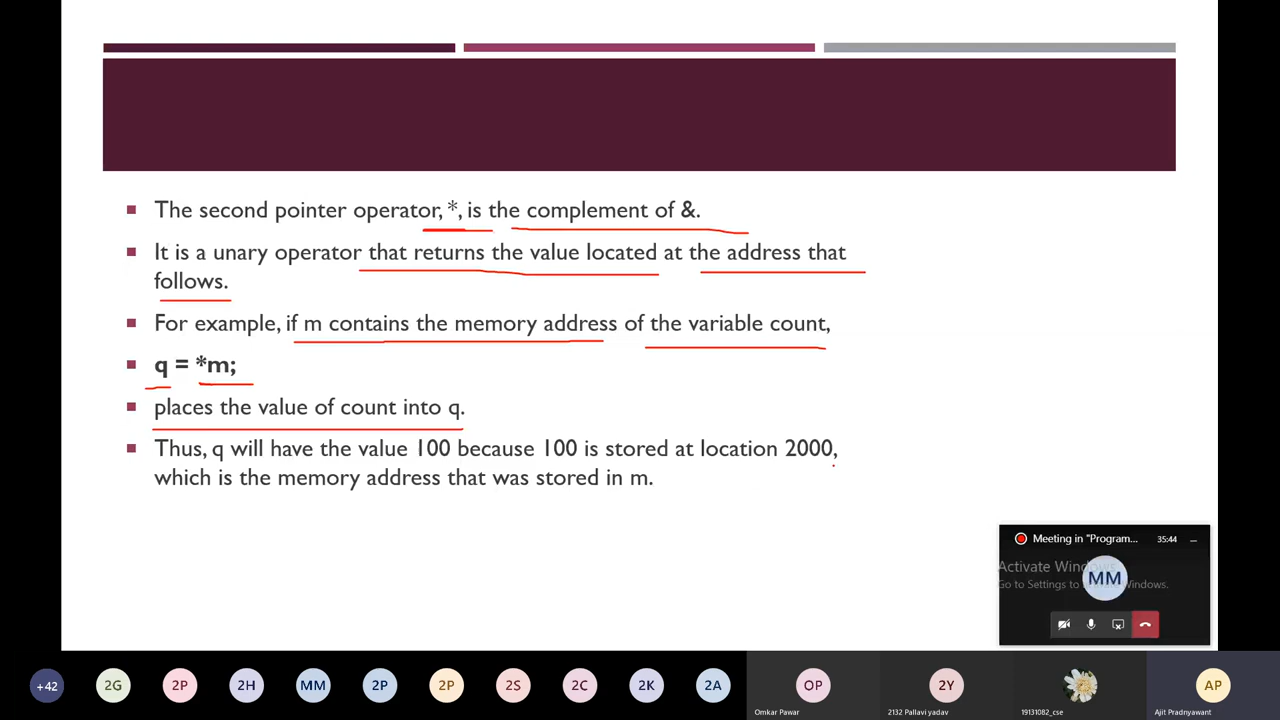 The second pointer operator, *, is the complement of &.
It is a unary operator that returns the value located at the address that
follows.
For example, if m contains the memory address of the variable count,
q = *m;
places the value of count into q.
Thus, q will have the value 100 because 100 is stored at location 2000,
which is the memory address that was stored in m.
Meeting in "Program... 35:44
Activate Windows
MM
Go to Settings to activate Windows.
+42 2G 2P 2H MM 2P 2P 2S 2C 2K 2A OP 2Y AP
Omkar Pawar 2132 Pallavi yadav 19131082_cse Ajit Pradnyawant